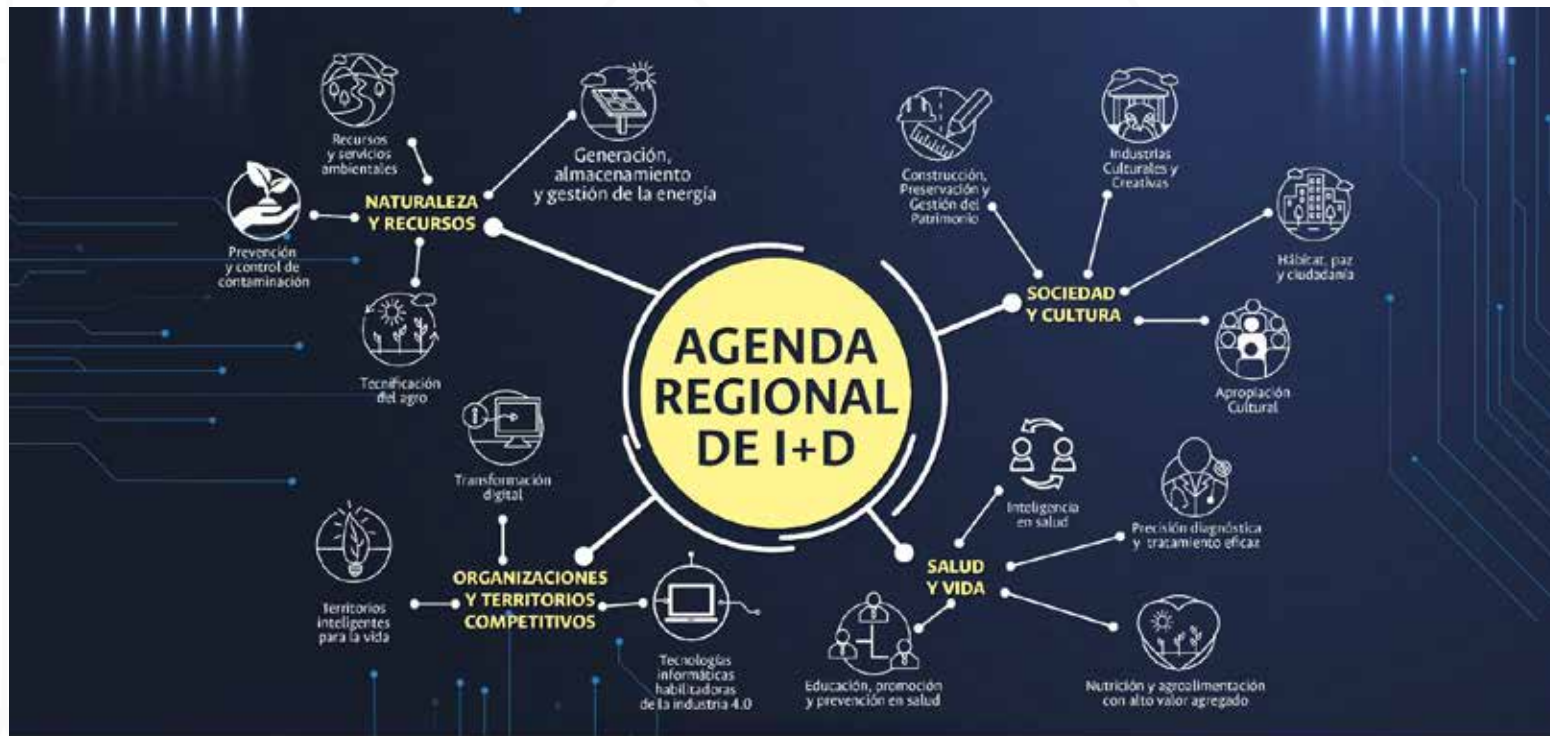 AGENDA
REGIONAL
DE I+D
NATURALEZA
Y RECURSOS
Recursos
y servicios
ambientales
Generación,
almacenamiento
y gestión de la energía
Prevención
y control de
contaminación
Tecnificación
del agro
SOCIEDAD
Y CULTURA
Construcción,
Preservación y
Gestión del
Patrimonio
Industrias
Culturales y
Creativas
Hábitat, paz
y ciudadanía
Apropiación
Cultural
ORGANIZACIONES
Y TERRITORIOS
COMPETITIVOS
Transformación
digital
Territorios
inteligentes
para la vida
Tecnologías
informáticas
habilitadoras
de la industria 4.0
SALUD
Y VIDA
Inteligencia
en salud
Precisión diagnóstica
y tratamiento eficaz
Educación, promoción
y prevención en salud
Nutrición y agroalimentación
con alto valor agregado